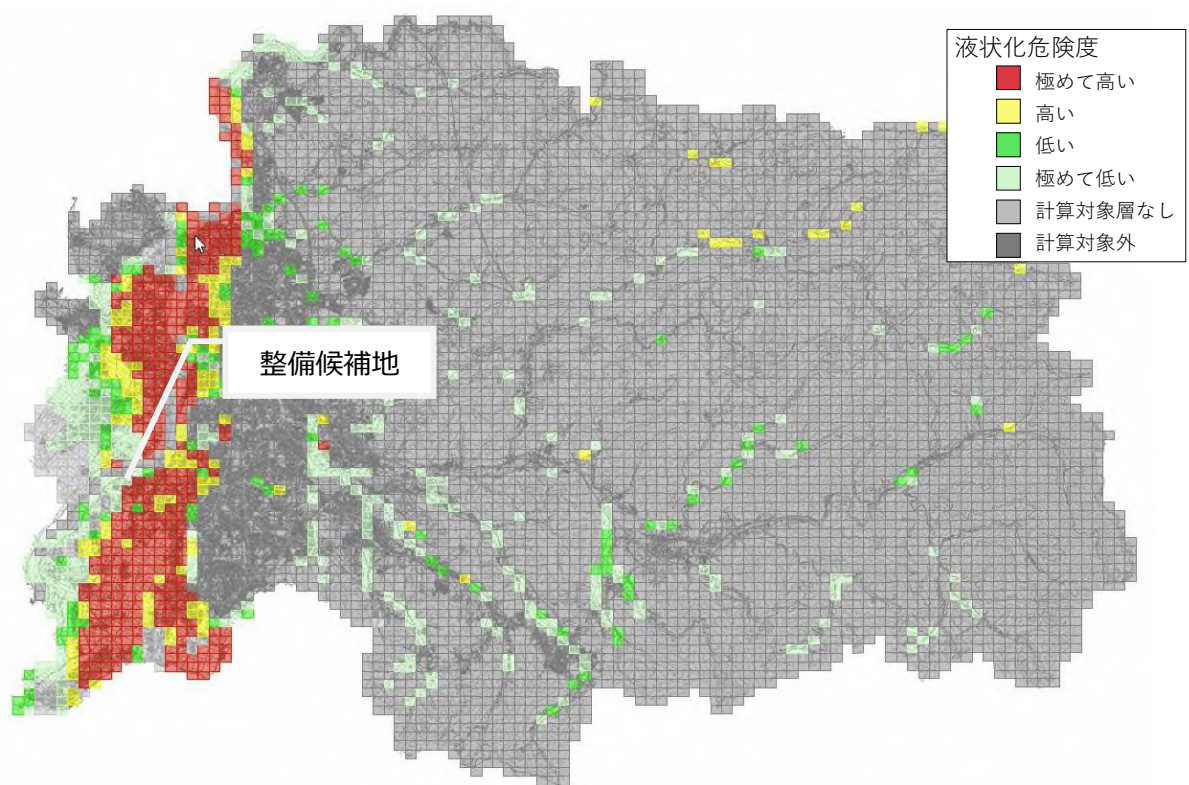 液状化危険度
極めて高い
高い
低い
極めて低い
計算対象層なし
計算対象外
整備候補地